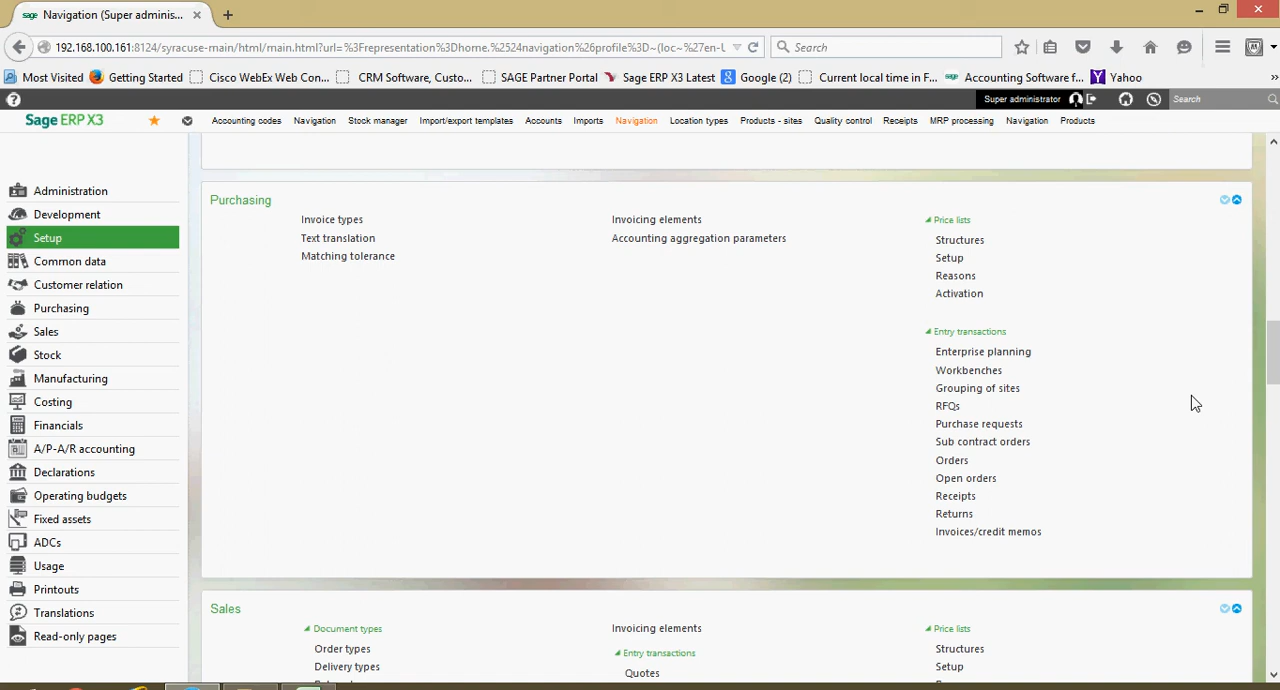 sage Navigation (Super adminis...
192.168.100.161:8124/syracuse-main/html/main.html?url=%3Frepresentation%3Dhome.%2524navigation%26profile%3D~(loc~%27en-U
Search
Most Visited Getting Started Cisco WebEx Web Con... CRM Software, Custo... SAGE Partner Portal Sage ERP X3 Latest Google (2) Current local time in F... sage Accounting Software f... Yahoo »
Super administrator Search
Sage ERP X3 Accounting codes Navigation Stock manager Import/export templates Accounts Imports Navigation Location types Products - sites Quality control Receipts MRP processing Navigation Products
Administration
Development
Setup
Common data
Customer relation
Purchasing
Sales
Stock
Manufacturing
Costing
Financials
A/P-A/R accounting
Declarations
Operating budgets
Fixed assets
ADCs
Usage
Printouts
Translations
Read-only pages
Purchasing
Invoice types
Text translation
Matching tolerance
Invoicing elements
Accounting aggregation parameters
Price lists
Structures
Setup
Reasons
Activation
Entry transactions
Enterprise planning
Workbenches
Grouping of sites
RFQs
Purchase requests
Sub contract orders
Orders
Open orders
Receipts
Returns
Invoices/credit memos
Sales
Document types
Order types
Delivery types
Invoicing elements
Entry transactions
Quotes
Price lists
Structures
Setup